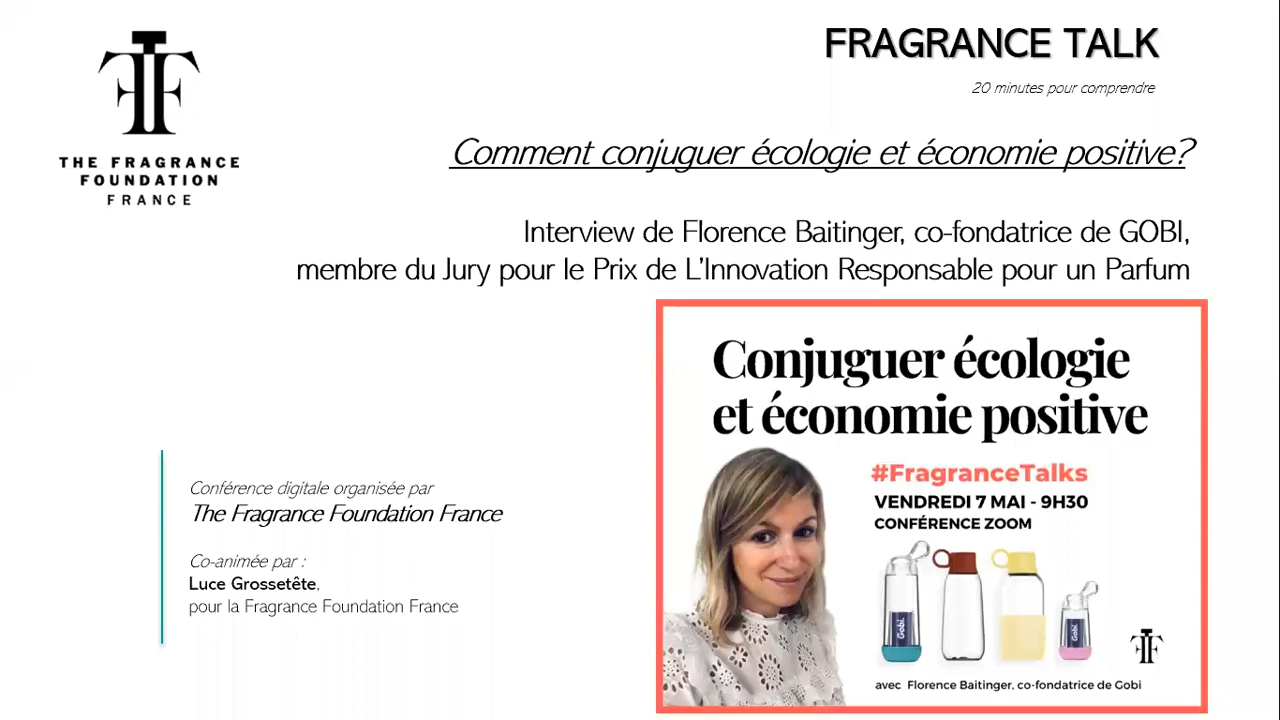 THE FRAGRANCE
FOUNDATION
FRANCE
FRAGRANCE TALK
20 minutes pour comprendre
Comment conjuguer écologie et économie positive?
Interview de Florence Baitinger, co-fondatrice de GOBI,
membre du Jury pour le Prix de L'Innovation Responsable pour un Parfum
Conférence digitale organisée par
The Fragrance Foundation France
Co-animée par :
Luce Grossetête,
pour la Fragrance Foundation France
Conjuguer écologie
et économie positive
#FragranceTalks
VENDREDI 7 MAI - 9H30
CONFÉRENCE ZOOM
Gobi.
Gobi.
avec Florence Baitinger, co-fondatrice de Gobi